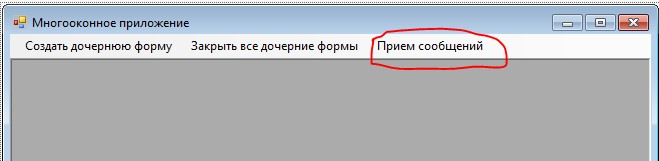 Многооконное приложение
Создать дочернюю форму Закрыть все дочерние формы Прием сообщений